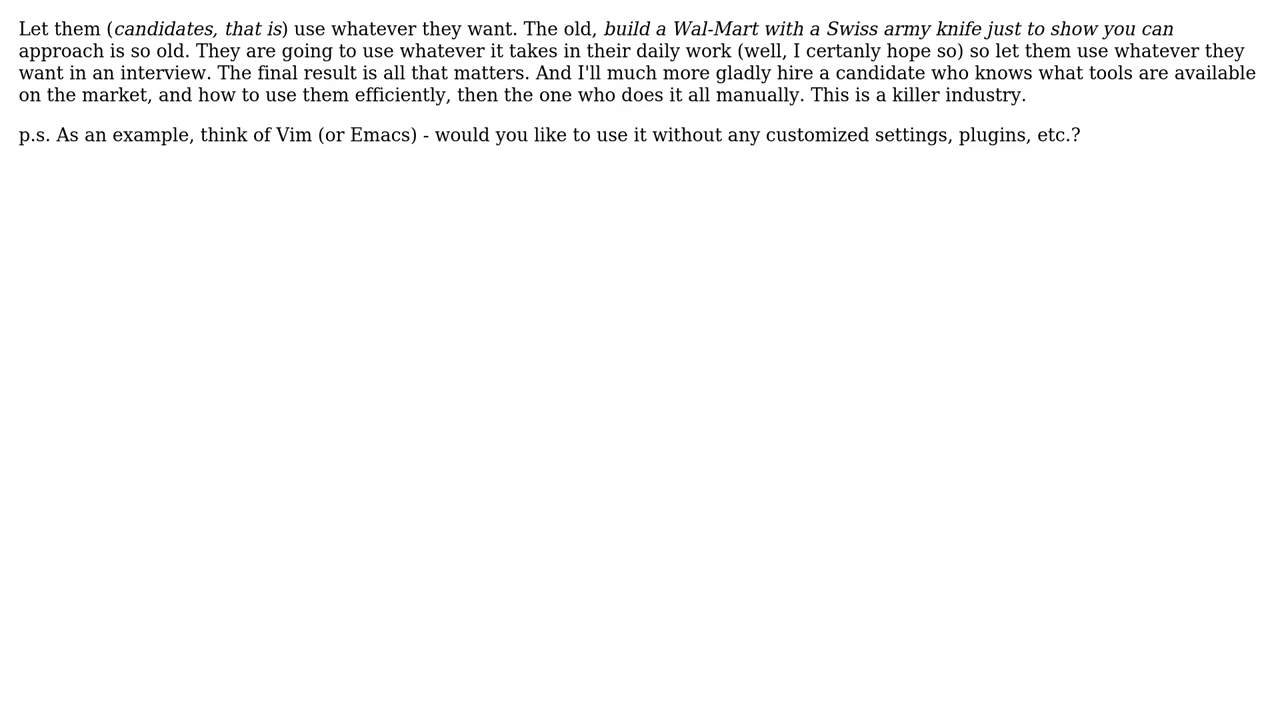 Let them (candidates, that is) use whatever they want. The old, build a Wal-Mart with a Swiss army knife just to show you can
approach is so old. They are going to use whatever it takes in their daily work (well, I certanly hope so) so let them use whatever they
want in an interview. The final result is all that matters. And I'll much more gladly hire a candidate who knows what tools are available
on the market, and how to use them efficiently, then the one who does it all manually. This is a killer industry.
p.s. As an example, think of Vim (or Emacs) - would you like to use it without any customized settings, plugins, etc.?